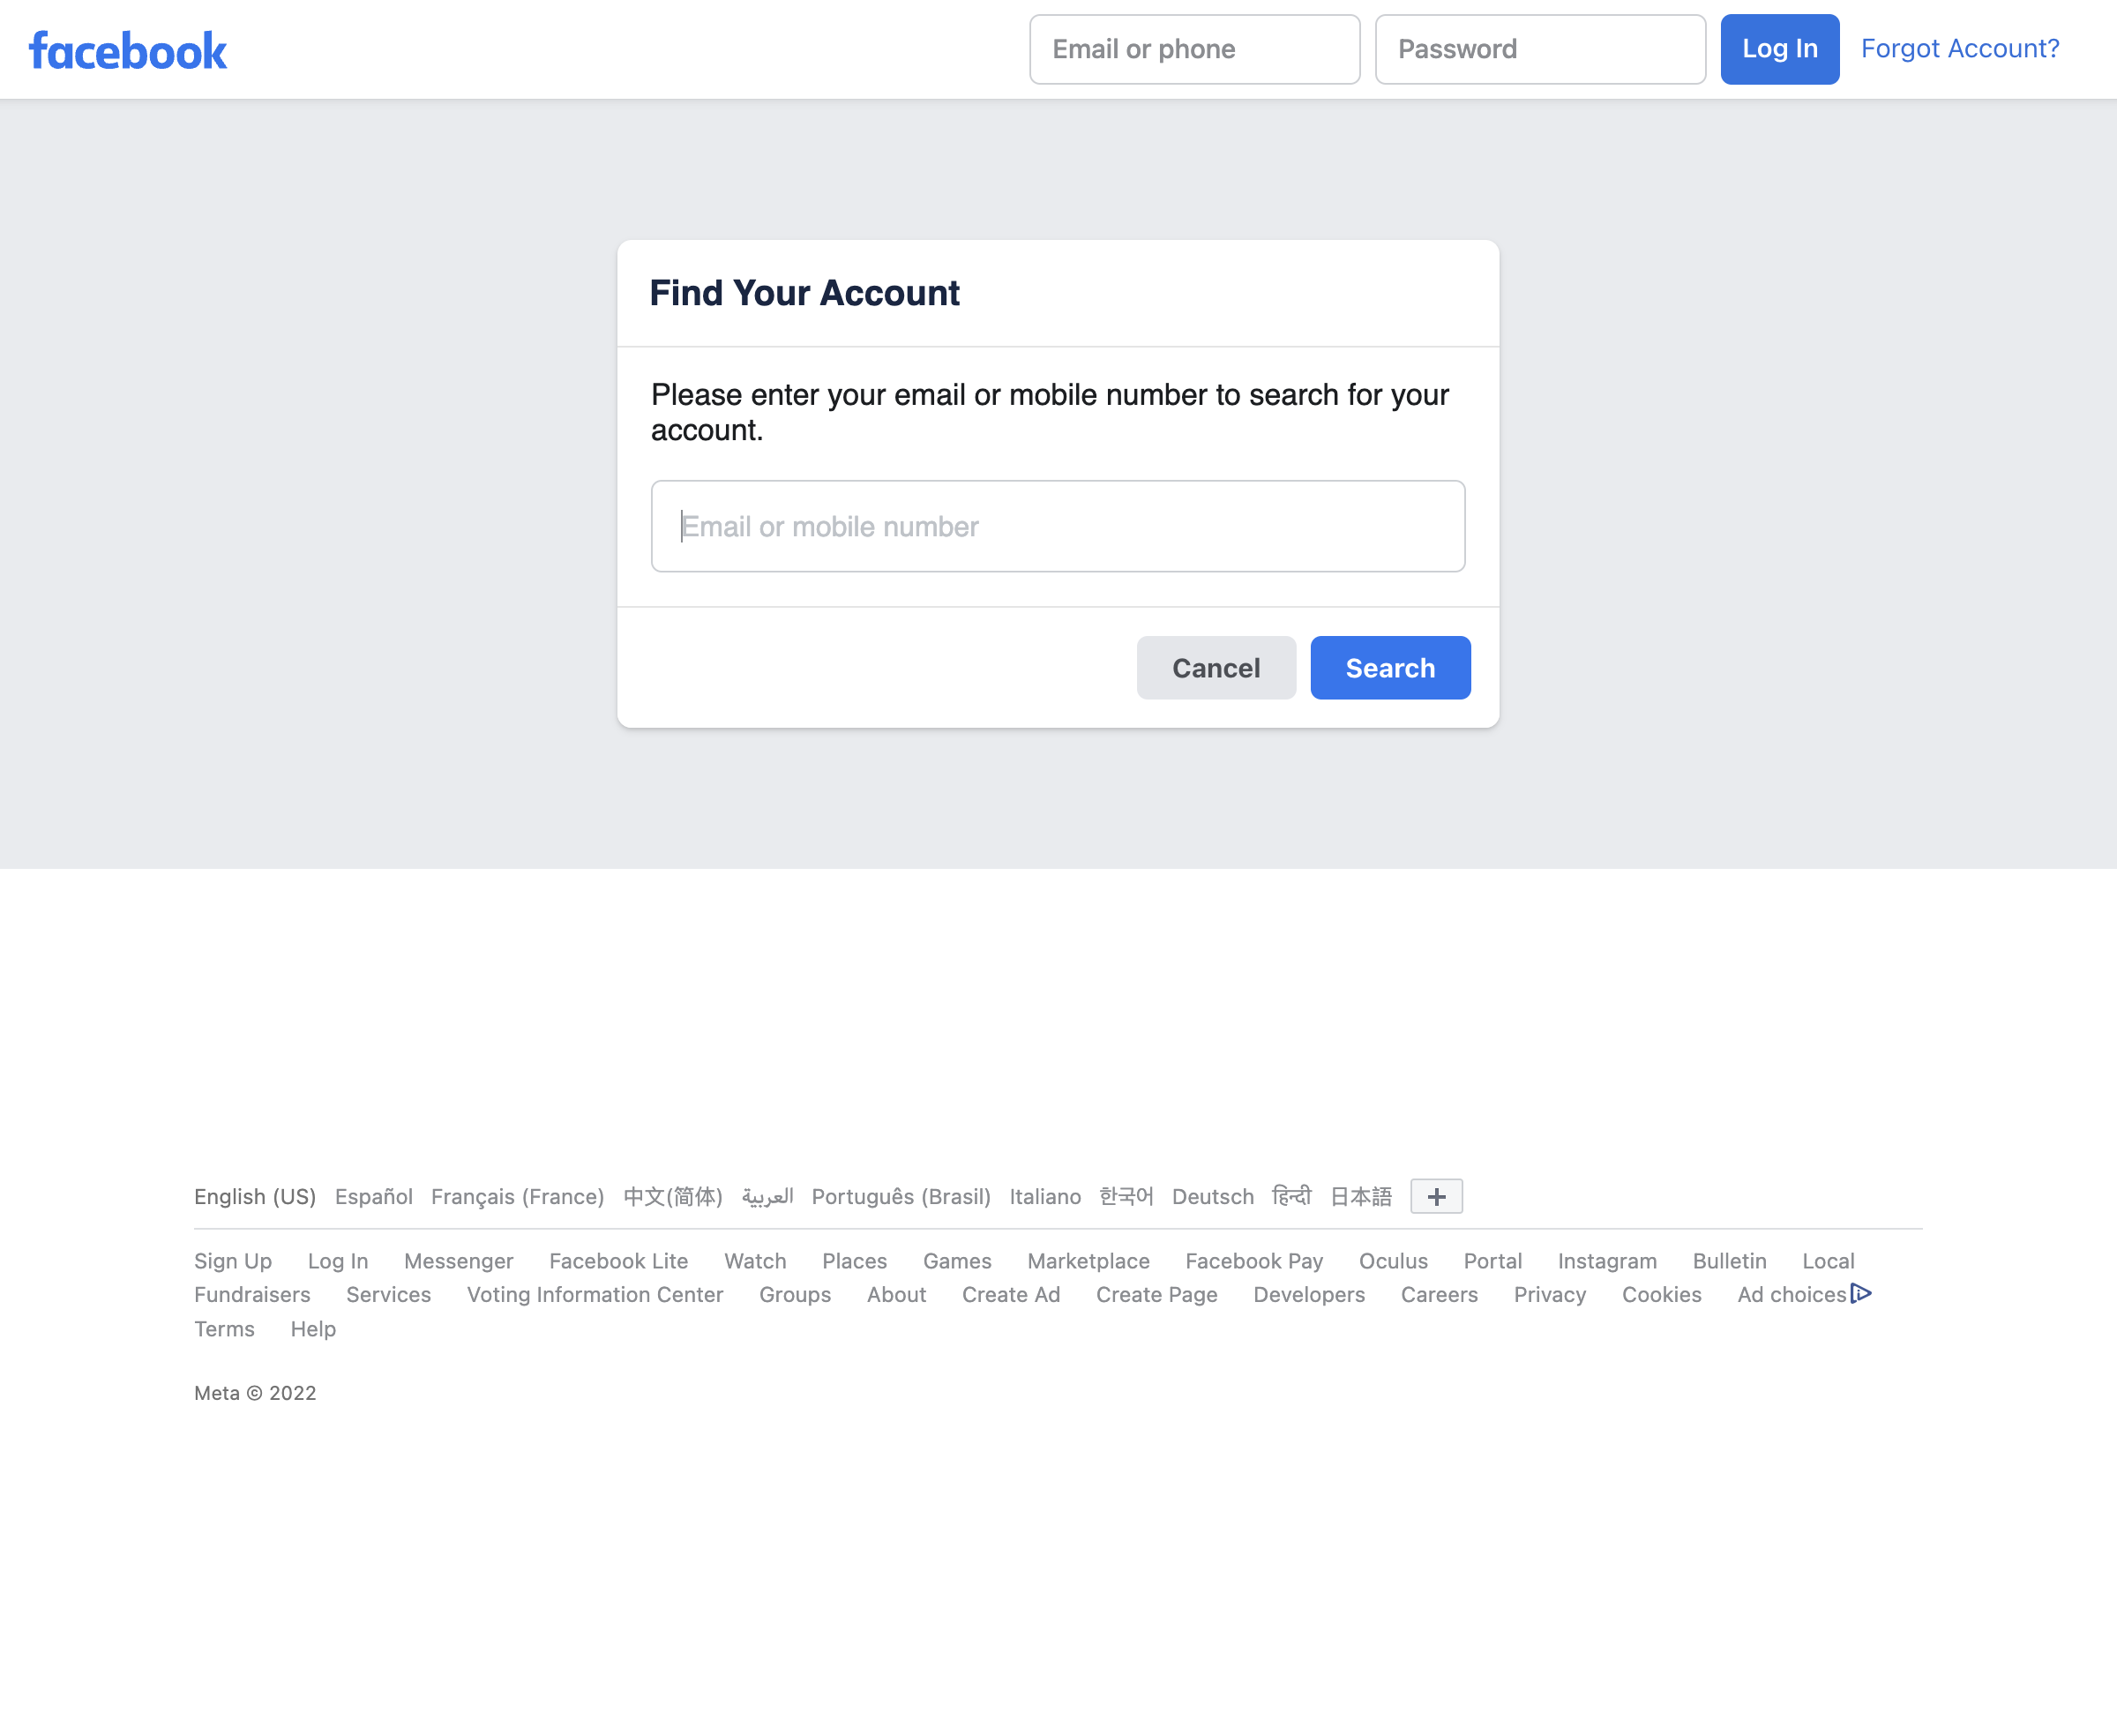 facebook
Email or phone
Password
Log In
Forgot Account?
Find Your Account
Please enter your email or mobile number to search for your
account.
Email or mobile number
Cancel
Search
English (US) Español Français (France) 中文(简体) العربية Português (Brasil) Italiano 한국어 Deutsch हिन्दी 日本語 +
Sign Up Log In Messenger Facebook Lite Watch Places Games Marketplace Facebook Pay Oculus Portal Instagram Bulletin Local
Fundraisers Services Voting Information Center Groups About Create Ad Create Page Developers Careers Privacy Cookies Ad choices
Terms Help
Meta © 2022